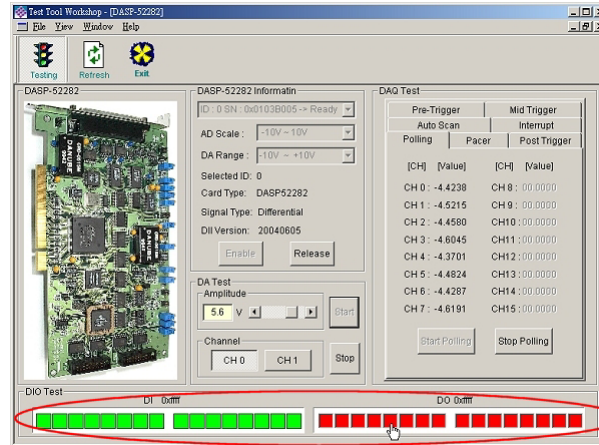 Test Tool Workshop - [DASP-52282]
File View Window Help
Testing Refresh Exit
DASP-52282
DASP-52282 Informatin
ID : 0 SN : 0x0103B005 -> Ready
AD Scale : -10V ~ 10V
DA Range : -10V ~ +10V
Selected ID: 0
Card Type: DASP52282
Signal Type: Differential
Dll Version: 20040605
Enable Release
DA Test
Amplitude
5.6 V Start
Channel
CH 0 CH 1 Stop
DAQ Test
Pre-Trigger Mid Trigger
Auto Scan Interrupt
Polling Pacer Post Trigger
[CH] [Value] [CH] [Value]
CH 0 : -4.4238 CH 8 : 00.0000
CH 1 : -4.5215 CH 9 : 00.0000
CH 2 : -4.4580 CH10 : 00.0000
CH 3 : -4.6045 CH11 : 00.0000
CH 4 : -4.3701 CH12 : 00.0000
CH 5 : -4.4824 CH13 : 00.0000
CH 6 : -4.4287 CH14 : 00.0000
CH 7 : -4.6191 CH15 : 00.0000
Start Polling Stop Polling
DIO Test
DI 0xffff DO 0xffff
DANUBE